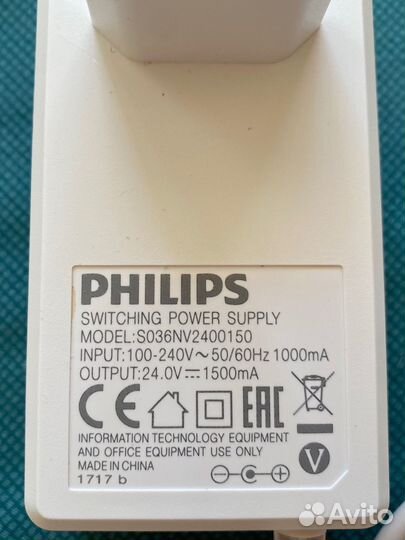 PHILIPS
SWITCHING POWER SUPPLY
MODEL:S036NV2400150
INPUT:100-240V~50/60Hz 1000mA
OUTPUT:24.0V⎓1500mA
CE EAC
INFORMATION TECHNOLOGY EQUIPMENT
AND OFFICE EQUIPMENT USE ONLY
MADE IN CHINA
1717 b
V
Avito